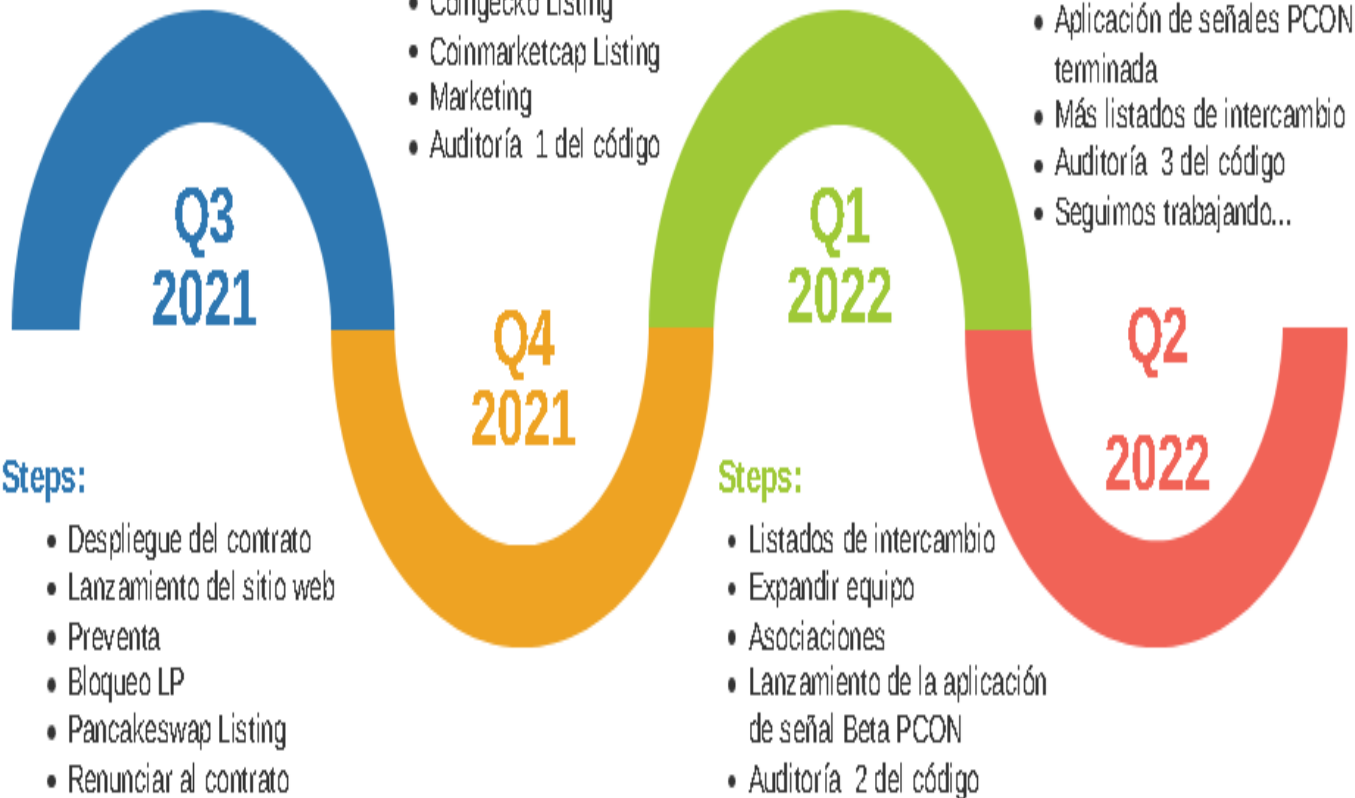 Q3
2021
Steps:
• Despliegue del contrato
• Lanzamiento del sitio web
• Preventa
• Bloqueo LP
• Pancakeswap Listing
• Renunciar al contrato
• Coingecko Listing
• Coinmarketcap Listing
• Marketing
• Auditoría 1 del código
Q4
2021
Q1
2022
Steps:
• Listados de intercambio
• Expandir equipo
• Asociaciones
• Lanzamiento de la aplicación
de señal Beta PCON
• Auditoría 2 del código
• Aplicación de señales PCON
terminada
• Más listados de intercambio
• Auditoría 3 del código
• Seguimos trabajando...
Q2
2022